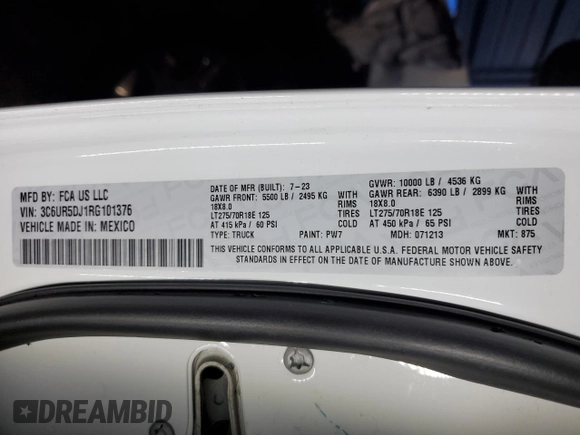 MFD BY: FCA US LLC
VIN: 3C6UR5DJ1RG101376
VEHICLE MADE IN: MEXICO
DATE OF MFR (BUILT): 7-23
GAWR FRONT: 5500 LB / 2495 KG WITH
18X8.0 RIMS
LT275/70R18E 125 TIRES
AT 415 kPa / 60 PSI COLD
TYPE: TRUCK PAINT: PW7
GVWR: 10000 LB / 4536 KG
GAWR REAR: 6390 LB / 2899 KG WITH
18X8.0 RIMS
LT275/70R18E 125 TIRES
AT 450 kPa / 65 PSI COLD
MDH: 071213 MKT: 875
THIS VEHICLE CONFORMS TO ALL APPLICABLE U.S.A. FEDERAL MOTOR VEHICLE SAFETY
STANDARDS IN EFFECT ON THE DATE OF MANUFACTURE SHOWN ABOVE.
DREAMBID